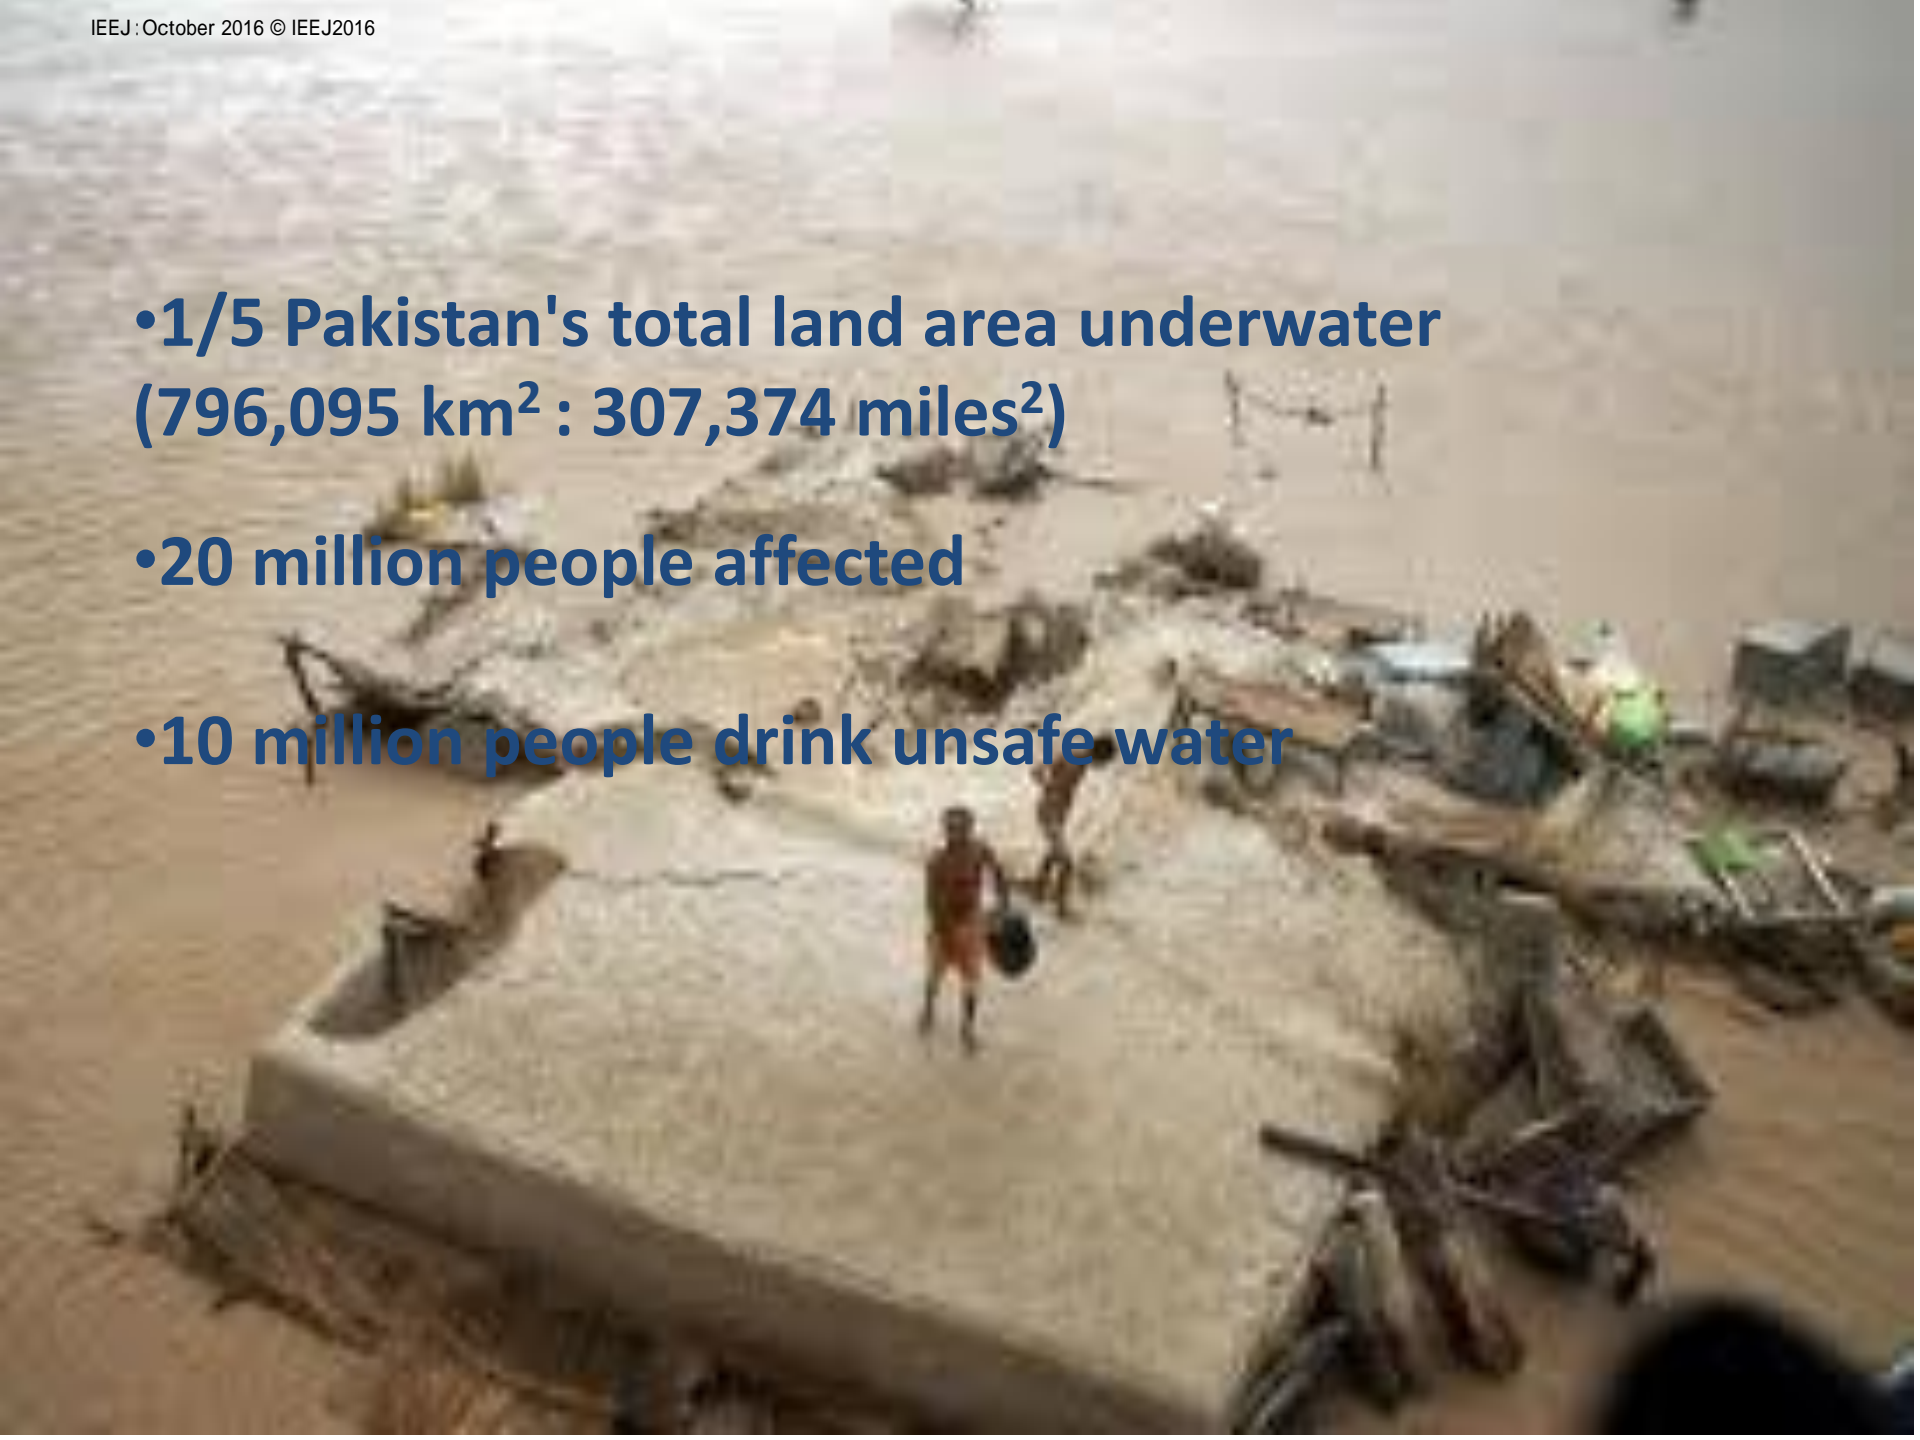 IEEJ：October 2016 © IEEJ2016
•1/5 Pakistan's total land area underwater
(796,095 km² : 307,374 miles²)
•20 million people affected
•10 million people drink unsafe water